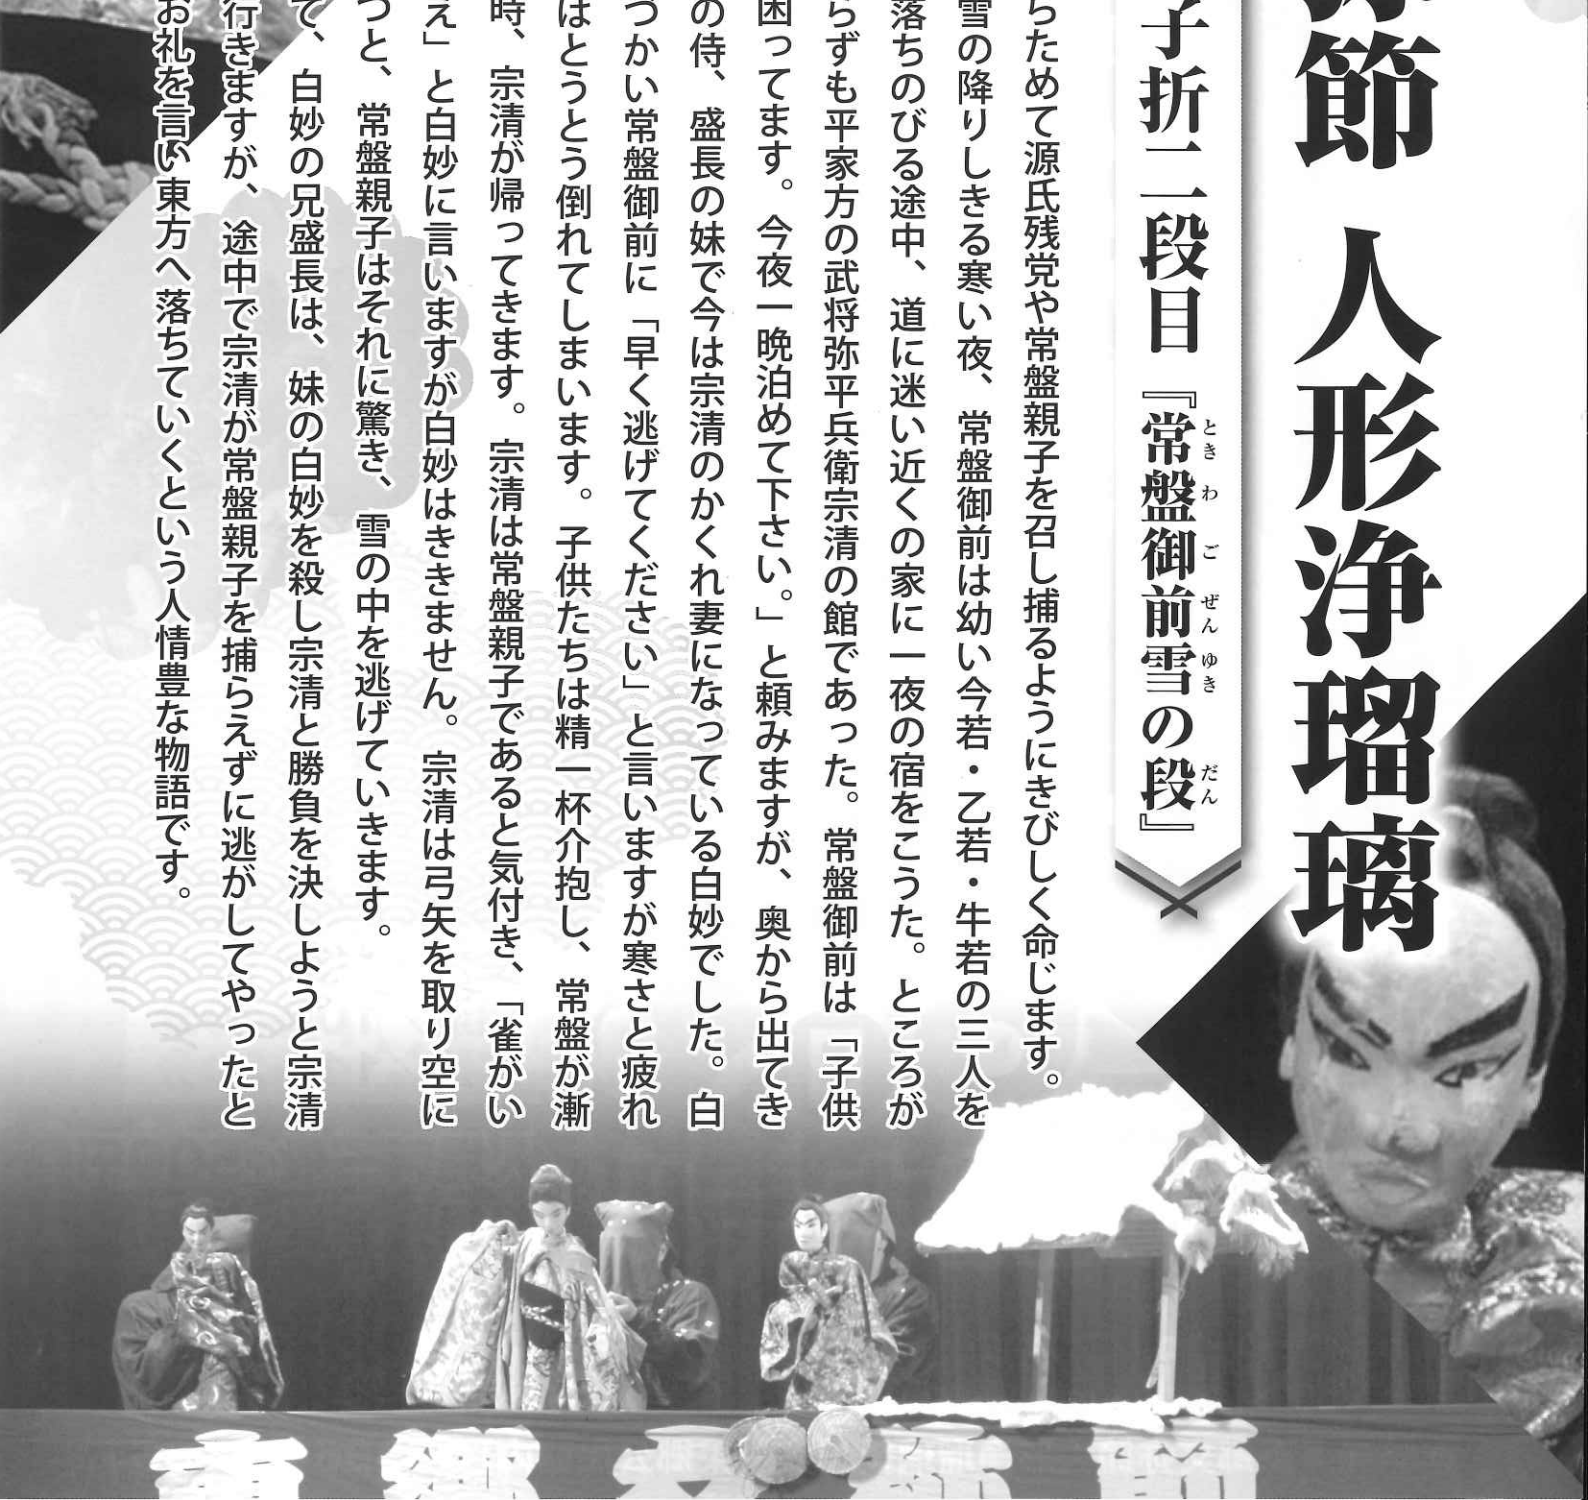 節 人形浄瑠璃
子折二段目『常盤御前雪の段』
ときわごぜんゆき だん
らためて源氏残党や常盤親子を召し捕るようにきびしく命じます。
雪の降りしきる寒い夜、常盤御前は幼い今若・乙若・牛若の三人を
落ちのびる途中、道に迷い近くの家に一夜の宿をこうた。ところが
らずも平家方の武将弥平兵衛宗清の館であった。常盤御前は「子供
困ってます。今夜一晩泊めて下さい。」と頼みますが、奥から出てき
の侍、盛長の妹で今は宗清のかくれ妻になっている白妙でした。白
づかい常盤御前に「早く逃げてください」と言いますが寒さと疲れ
はとうとう倒れてしまいます。子供たちは精一杯介抱し、常盤が漸
時、宗清が帰ってきます。宗清は常盤親子であると気付き、「雀がい
え」と白妙に言いますが白妙はききません。宗清は弓矢を取り空に
つと、常盤親子はそれに驚き、雪の中を逃げていきます。
て、白妙の兄盛長は、妹の白妙を殺し宗清と勝負を決しようと宗清
行きますが、途中で宗清が常盤親子を捕らえずに逃がしてやったと
お礼を言い東方へ落ちていくという人情豊な物語です。